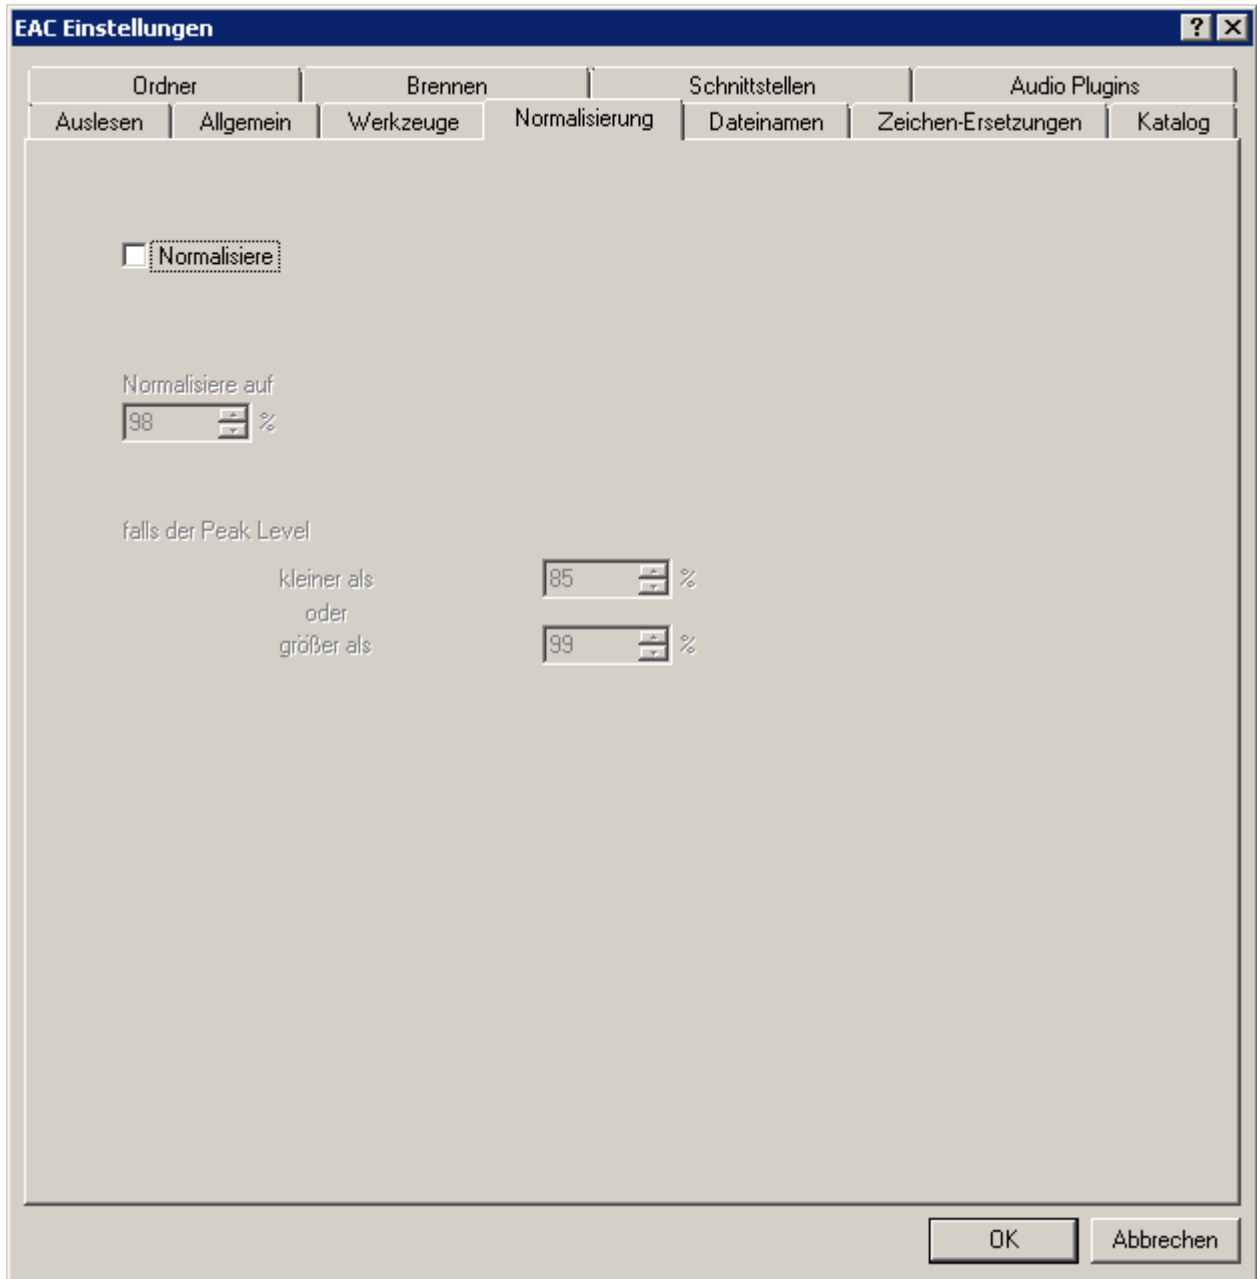 EAC Einstellungen
Ordner Brennen Schnittstellen Audio Plugins
Auslesen Allgemein Werkzeuge Normalisierung Dateinamen Zeichen-Ersetzungen Katalog
Normalisiere
Normalisiere auf
98 %
falls der Peak Level
kleiner als 85 %
oder
größer als 99 %
OK Abbrechen